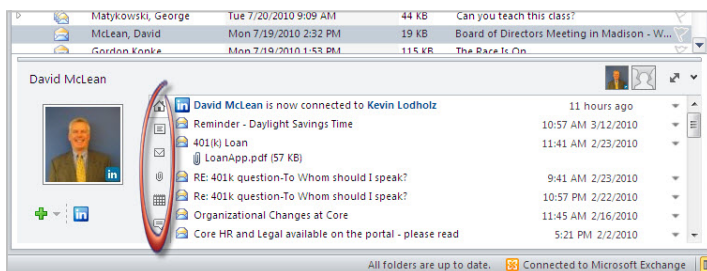 Matykowski, George Tue 7/20/2010 9:09 AM 44 KB Can you teach this class?
McLean, David Mon 7/19/2010 2:32 PM 19 KB Board of Directors Meeting in Madison - W...
Gordon Konke Mon 7/19/2010 1:53 PM 115 KB The Race Is On
David McLean
in David McLean is now connected to Kevin Lodholz 11 hours ago
Reminder - Daylight Savings Time 10:57 AM 3/12/2010
401(k) Loan 11:41 AM 2/23/2010
LoanApp.pdf (57 KB)
RE: 401k question-To Whom should I speak? 9:41 AM 2/23/2010
Re: 401k question-To Whom should I speak? 10:57 PM 2/22/2010
in
Organizational Changes at Core 11:45 AM 2/16/2010
in
Core HR and Legal available on the portal - please read 5:21 PM 2/2/2010
All folders are up to date. Connected to Microsoft Exchange